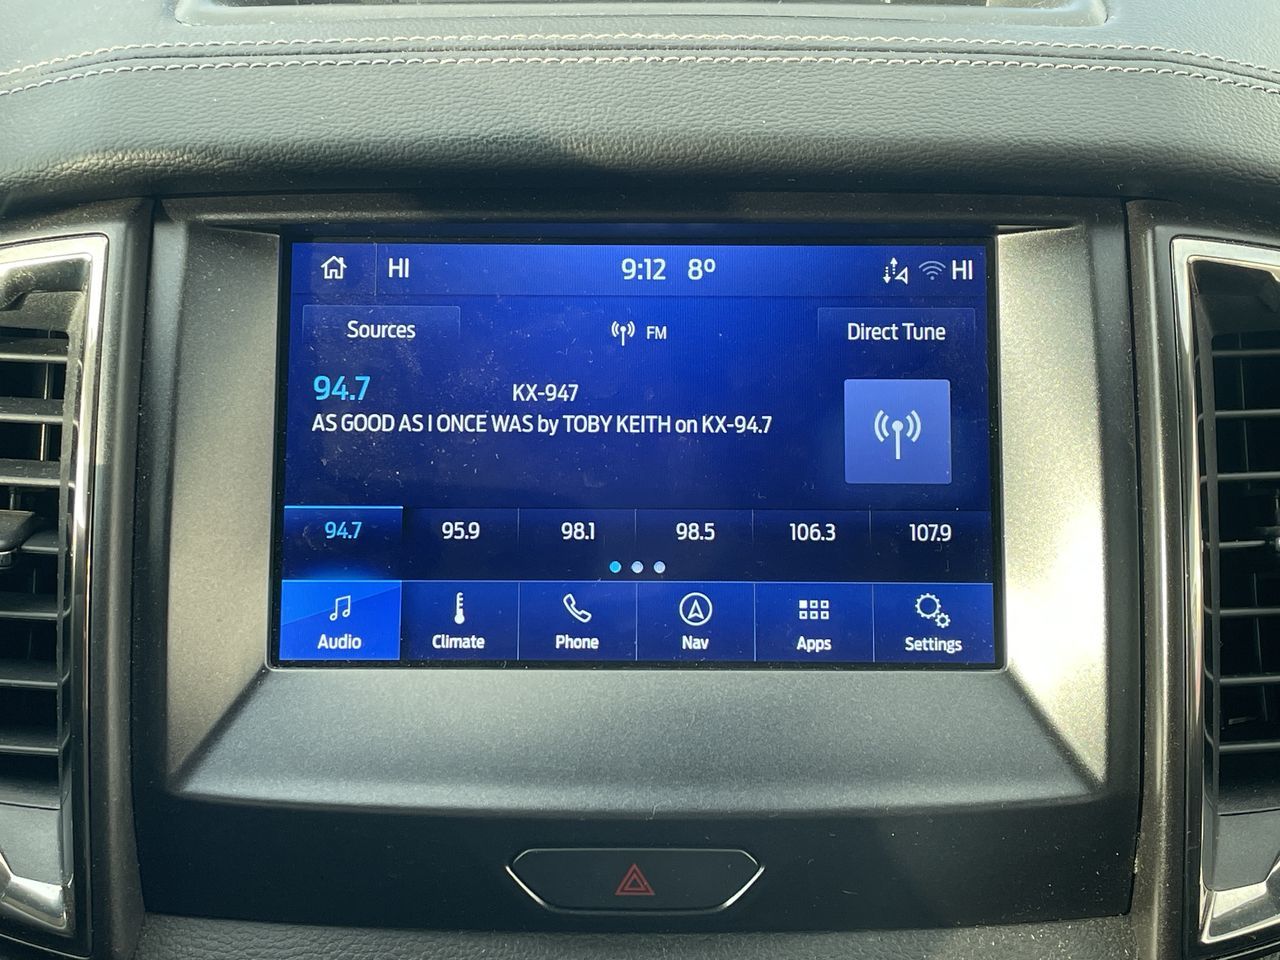 HI 9:12 8° HI
Sources FM Direct Tune
94.7 KX-947
AS GOOD AS I ONCE WAS by TOBY KEITH on KX-94.7
94.7 95.9 98.1 98.5 106.3 107.9
Audio Climate Phone Nav Apps Settings